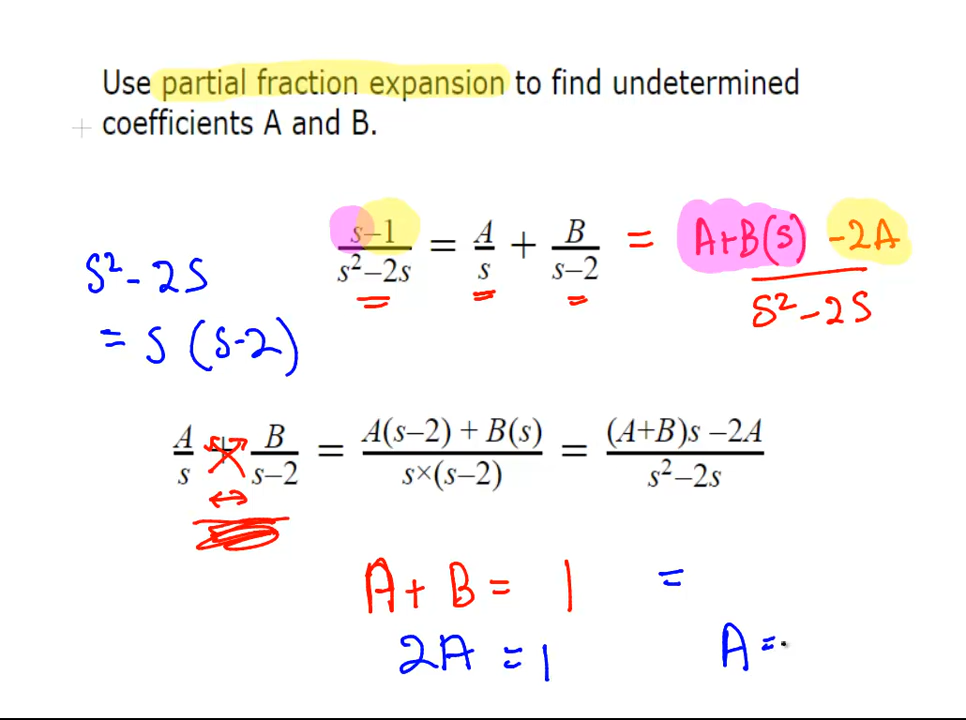 Use partial fraction expansion to find undetermined
coefficients A and B.
s–1 / s²–2s = A / s + B / s–2 = A+B(s) -2A / s²-2s
s²-2s
= s (s-2)
A / s + B / s–2 = A(s–2) + B(s) / s×(s–2) = (A+B)s –2A / s²–2s
A+ B = 1 =
2A = 1 A =